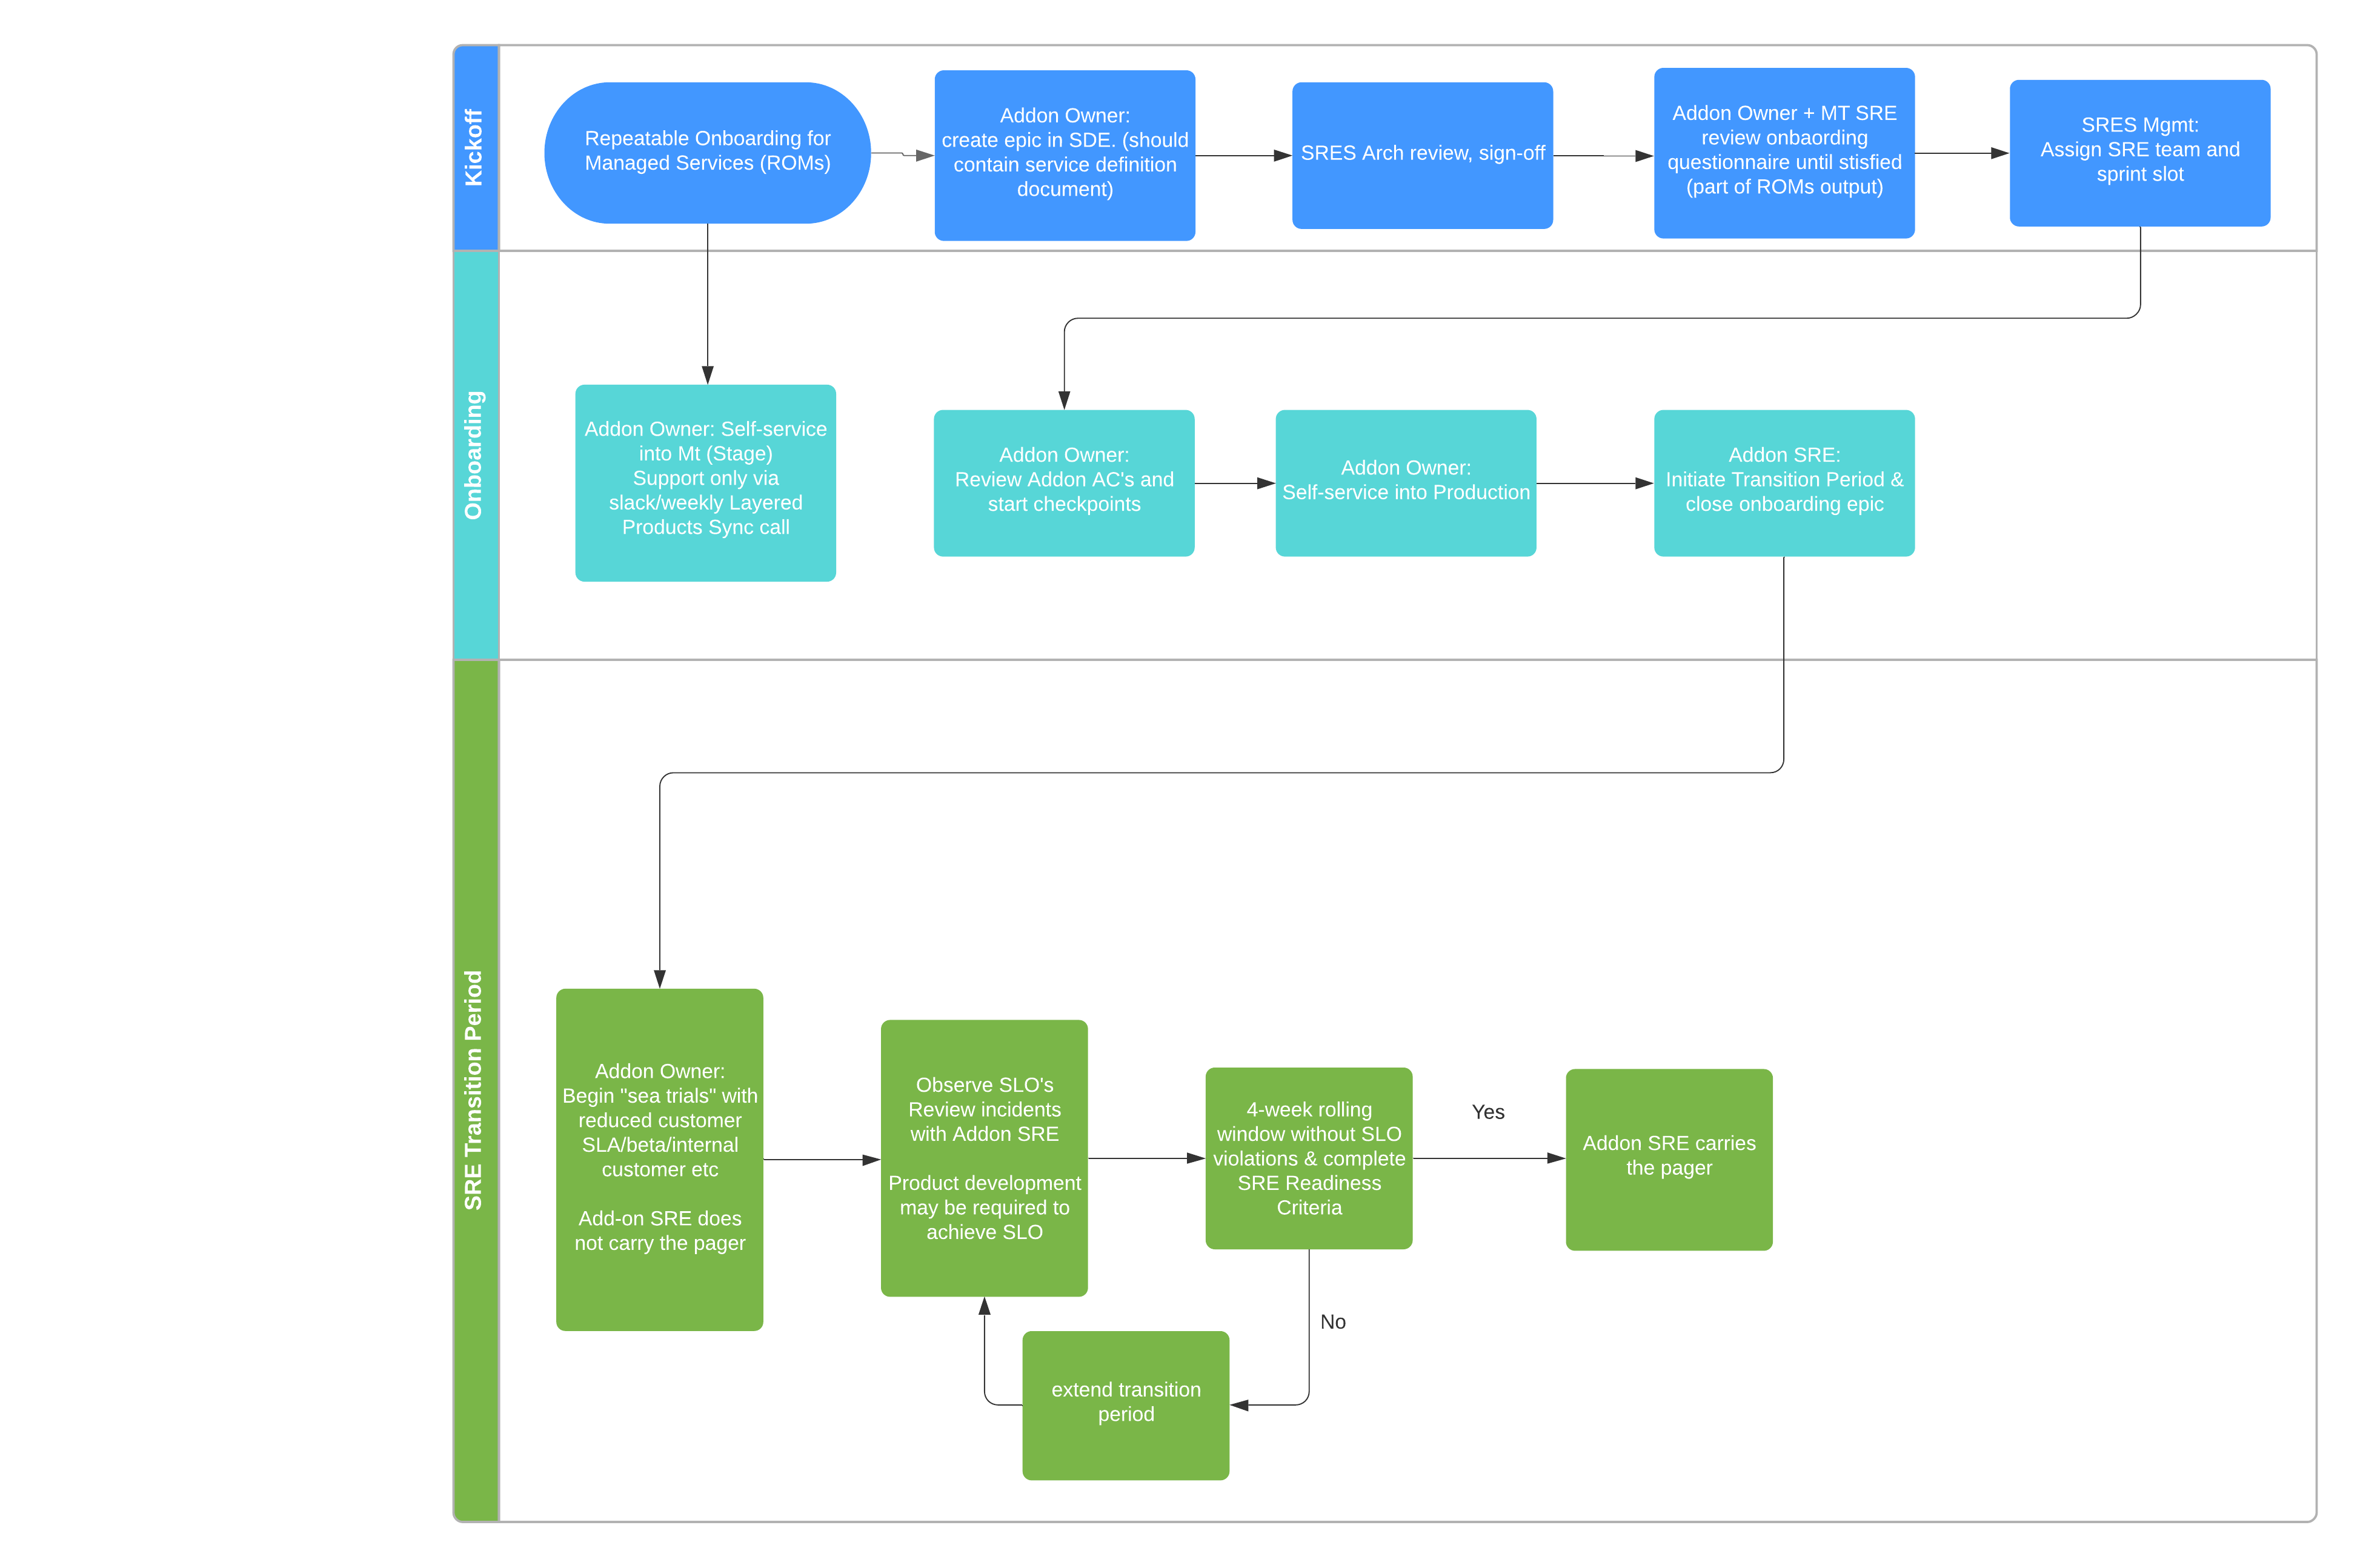 Kickoff
Repeatable Onboarding for
Managed Services (ROMs)
Addon Owner:
create epic in SDE. (should
contain service definition
document)
SRES Arch review, sign-off
Addon Owner + MT SRE
review onbaording
questionnaire until stisfied
(part of ROMs output)
SRES Mgmt:
Assign SRE team and
sprint slot
Onboarding
Addon Owner: Self-service
into Mt (Stage)
Support only via
slack/weekly Layered
Products Sync call
Addon Owner:
Review Addon AC's and
start checkpoints
Addon Owner:
Self-service into Production
Addon SRE:
Initiate Transition Period &
close onboarding epic
SRE Transition Period
Addon Owner:
Begin "sea trials" with
reduced customer
SLA/beta/internal
customer etc
Add-on SRE does
not carry the pager
Observe SLO's
Review incidents
with Addon SRE
Product development
may be required to
achieve SLO
4-week rolling
window without SLO
violations & complete
SRE Readiness
Criteria
Yes
Addon SRE carries
the pager
No
extend transition
period